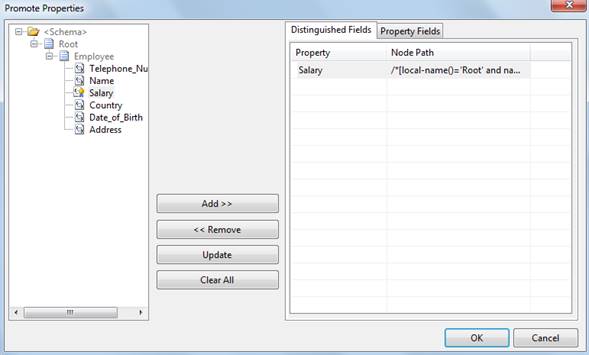 Promote Properties
<Schema>
Root
Employee
Telephone_Nu
Name
Salary
Country
Date_of_Birth
Address
Add >>
<< Remove
Update
Clear All
Distinguished Fields
Property Fields
Property Node Path
Salary /*[local-name()='Root' and na...
OK
Cancel